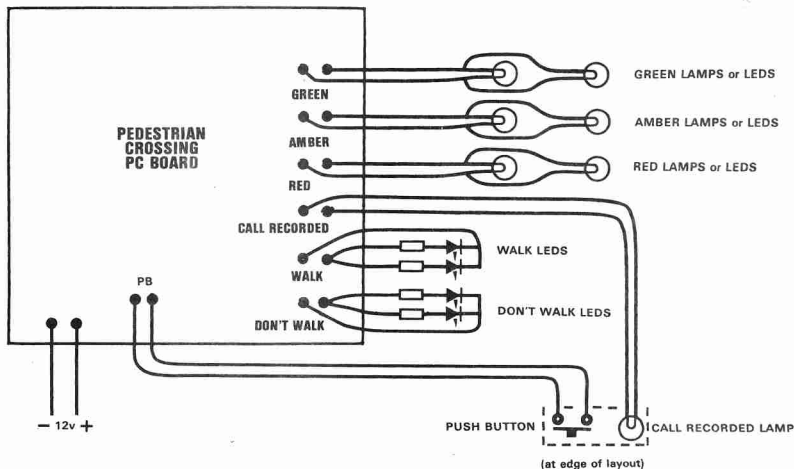 GREEN
GREEN LAMPS or LEDS
PEDESTRIAN
CROSSING
PC BOARD
AMBER
AMBER LAMPS or LEDS
RED
RED LAMPS or LEDS
CALL RECORDED
WALK
WALK LEDS
PB
DON'T WALK
DON'T WALK LEDS
- 12v +
PUSH BUTTON
CALL RECORDED LAMP
(at edge of layout)